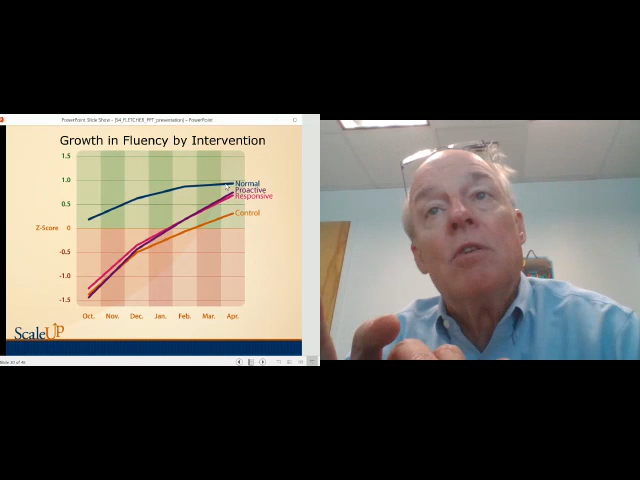 PowerPoint Slide Show - [S4_FLETCHER_PPT_presentation] - PowerPoint
Growth in Fluency by Intervention
1.5
1.0
0.5
Z-Score 0
-0.5
-1.0
-1.5
Normal
Proactive
Responsive
Control
Oct. Nov. Dec. Jan. Feb. Mar. Apr.
ScaleUP